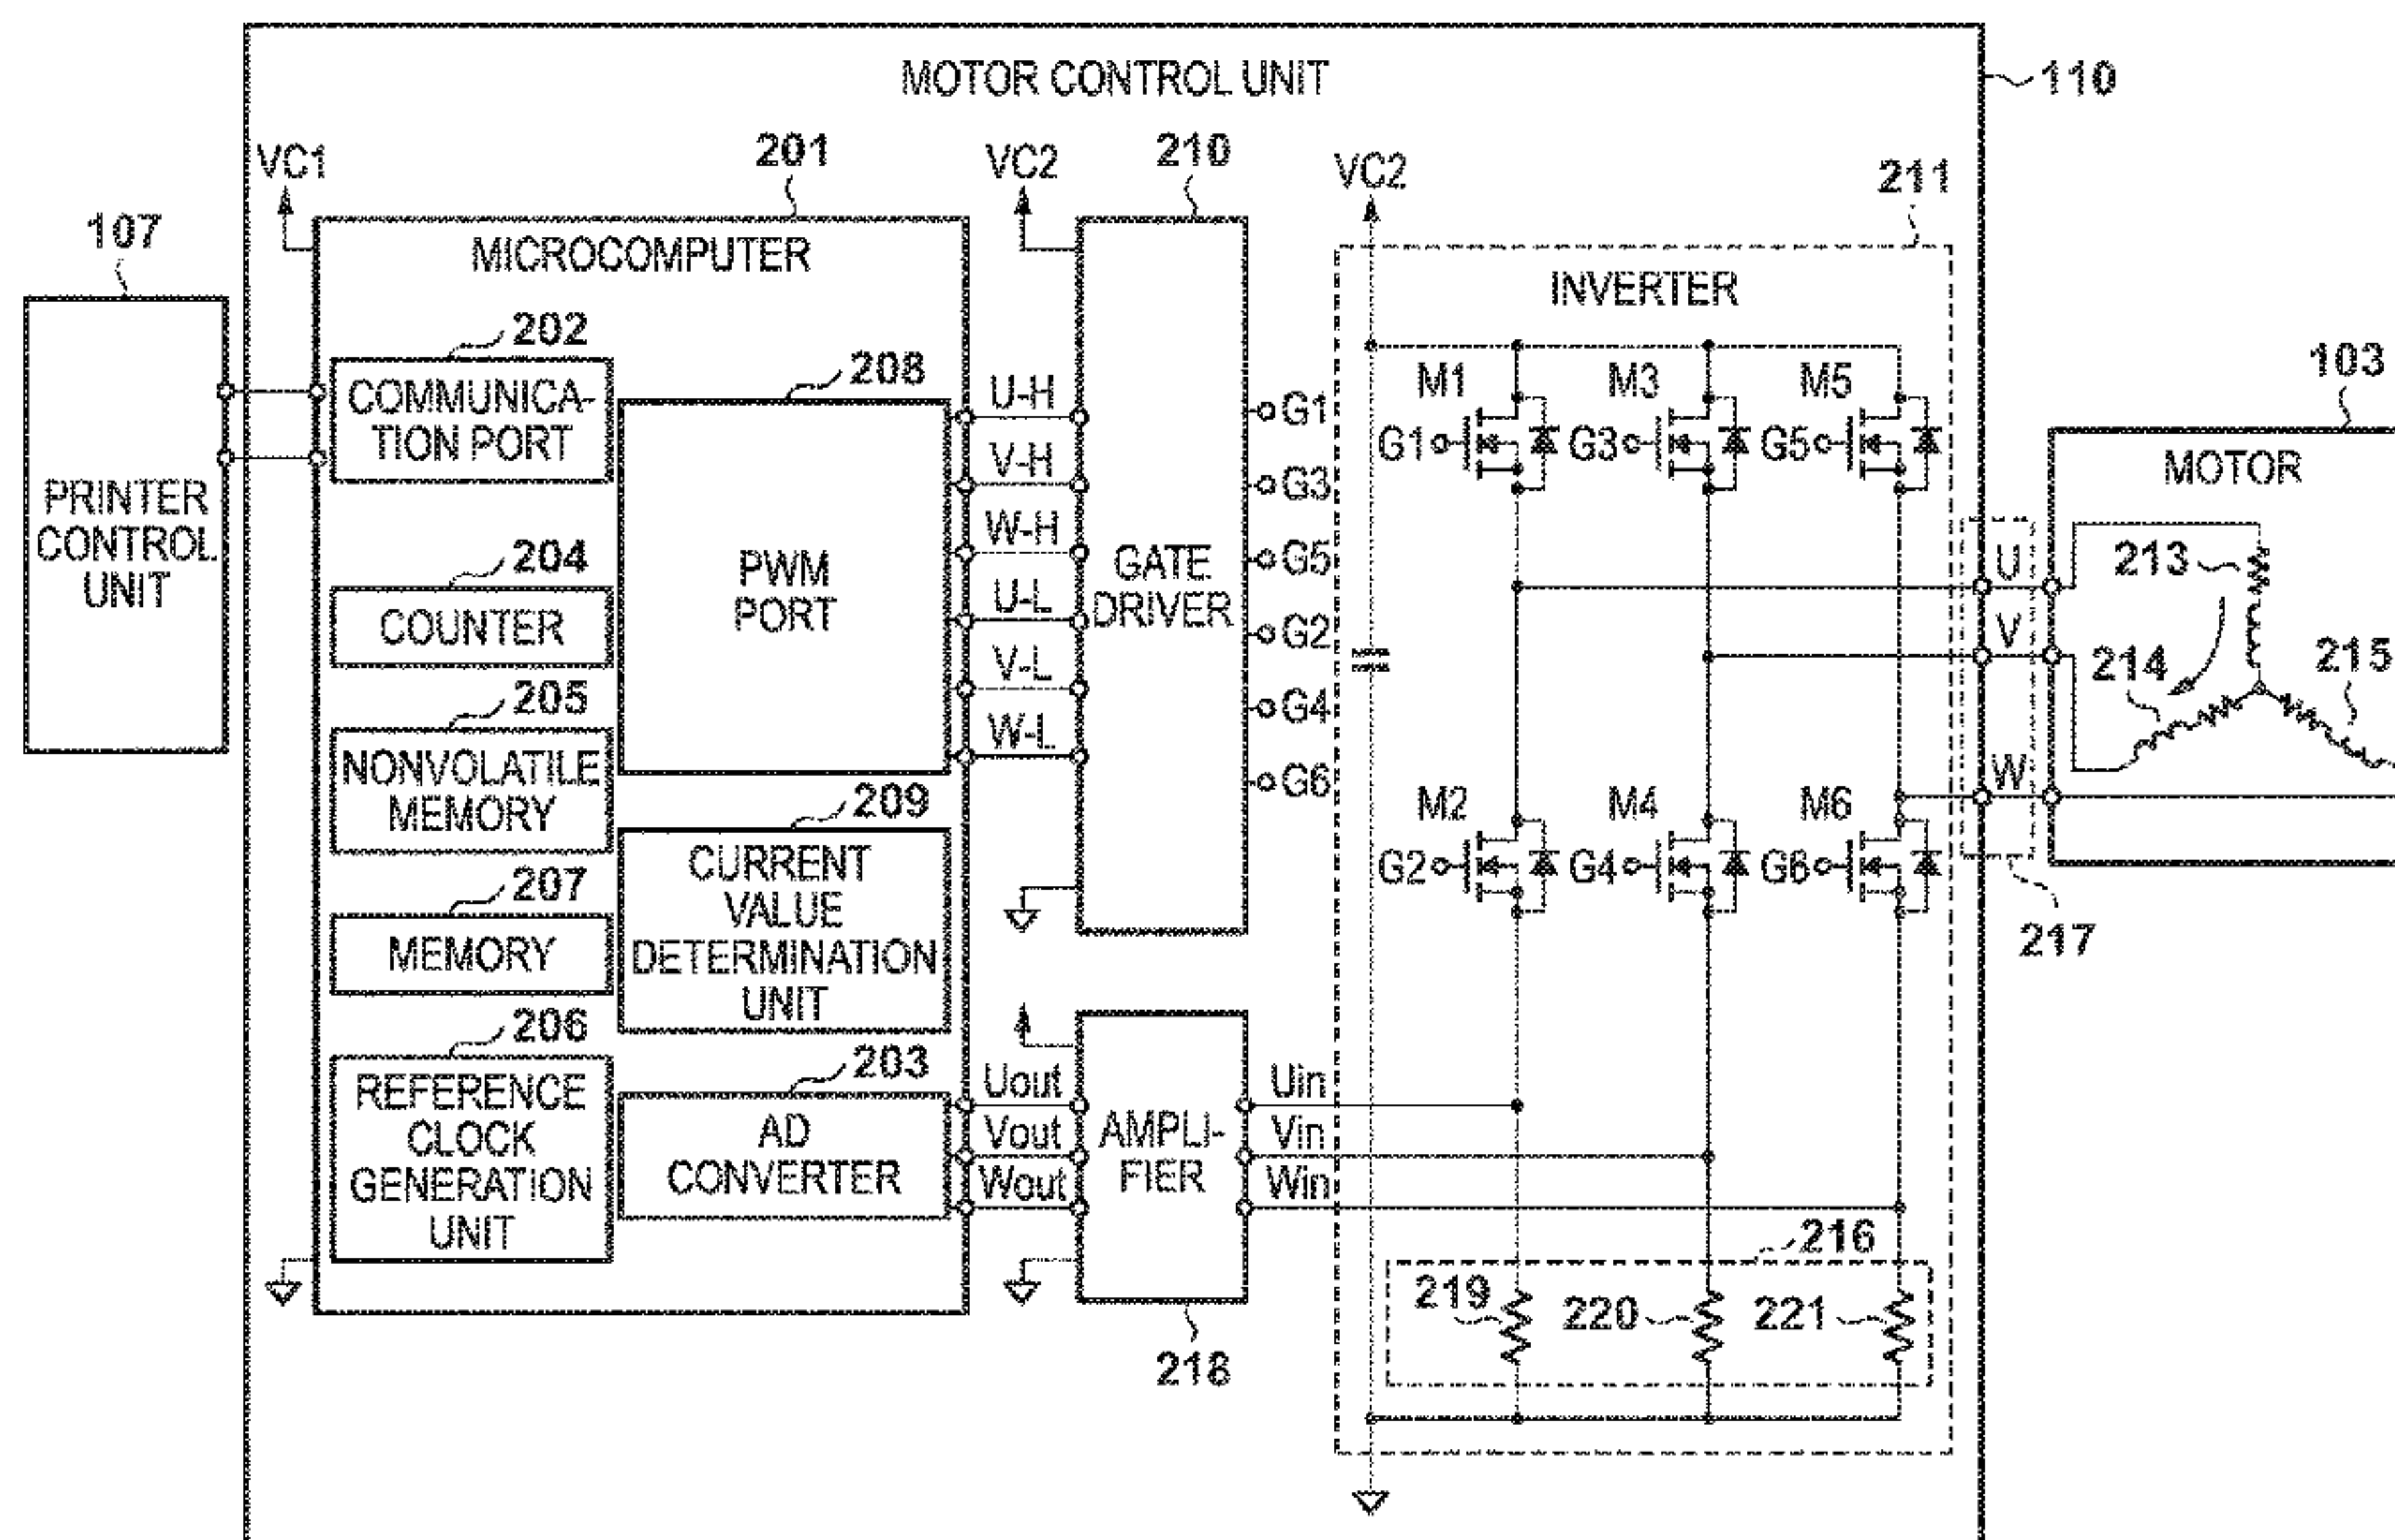 MOTOR CONTROL UNIT
110
VC1
201
VC2
210
VC2
211
107
MICROCOMPUTER
INVERTER
PRINTER
CONTROL
UNIT
202
COMMUNICA-
TION PORT
208
PWM
PORT
204
COUNTER
205
NONVOLATILE
MEMORY
207
MEMORY
209
CURRENT
VALUE
DETERMINATION
UNIT
206
REFERENCE
CLOCK
GENERATION
UNIT
203
AD
CONVERTER
U-H
V-H
W-H
U-L
V-L
W-L
GATE
DRIVER
G1
G3
G5
G2
G4
G6
M1
M3
M5
G1
G3
G5
M2
M4
M6
G2
G4
G6
U
V
W
217
103
MOTOR
213
214
215
Uout
Vout
Wout
AMPLI-
FIER
218
Uin
Vin
Win
216
219
220
221